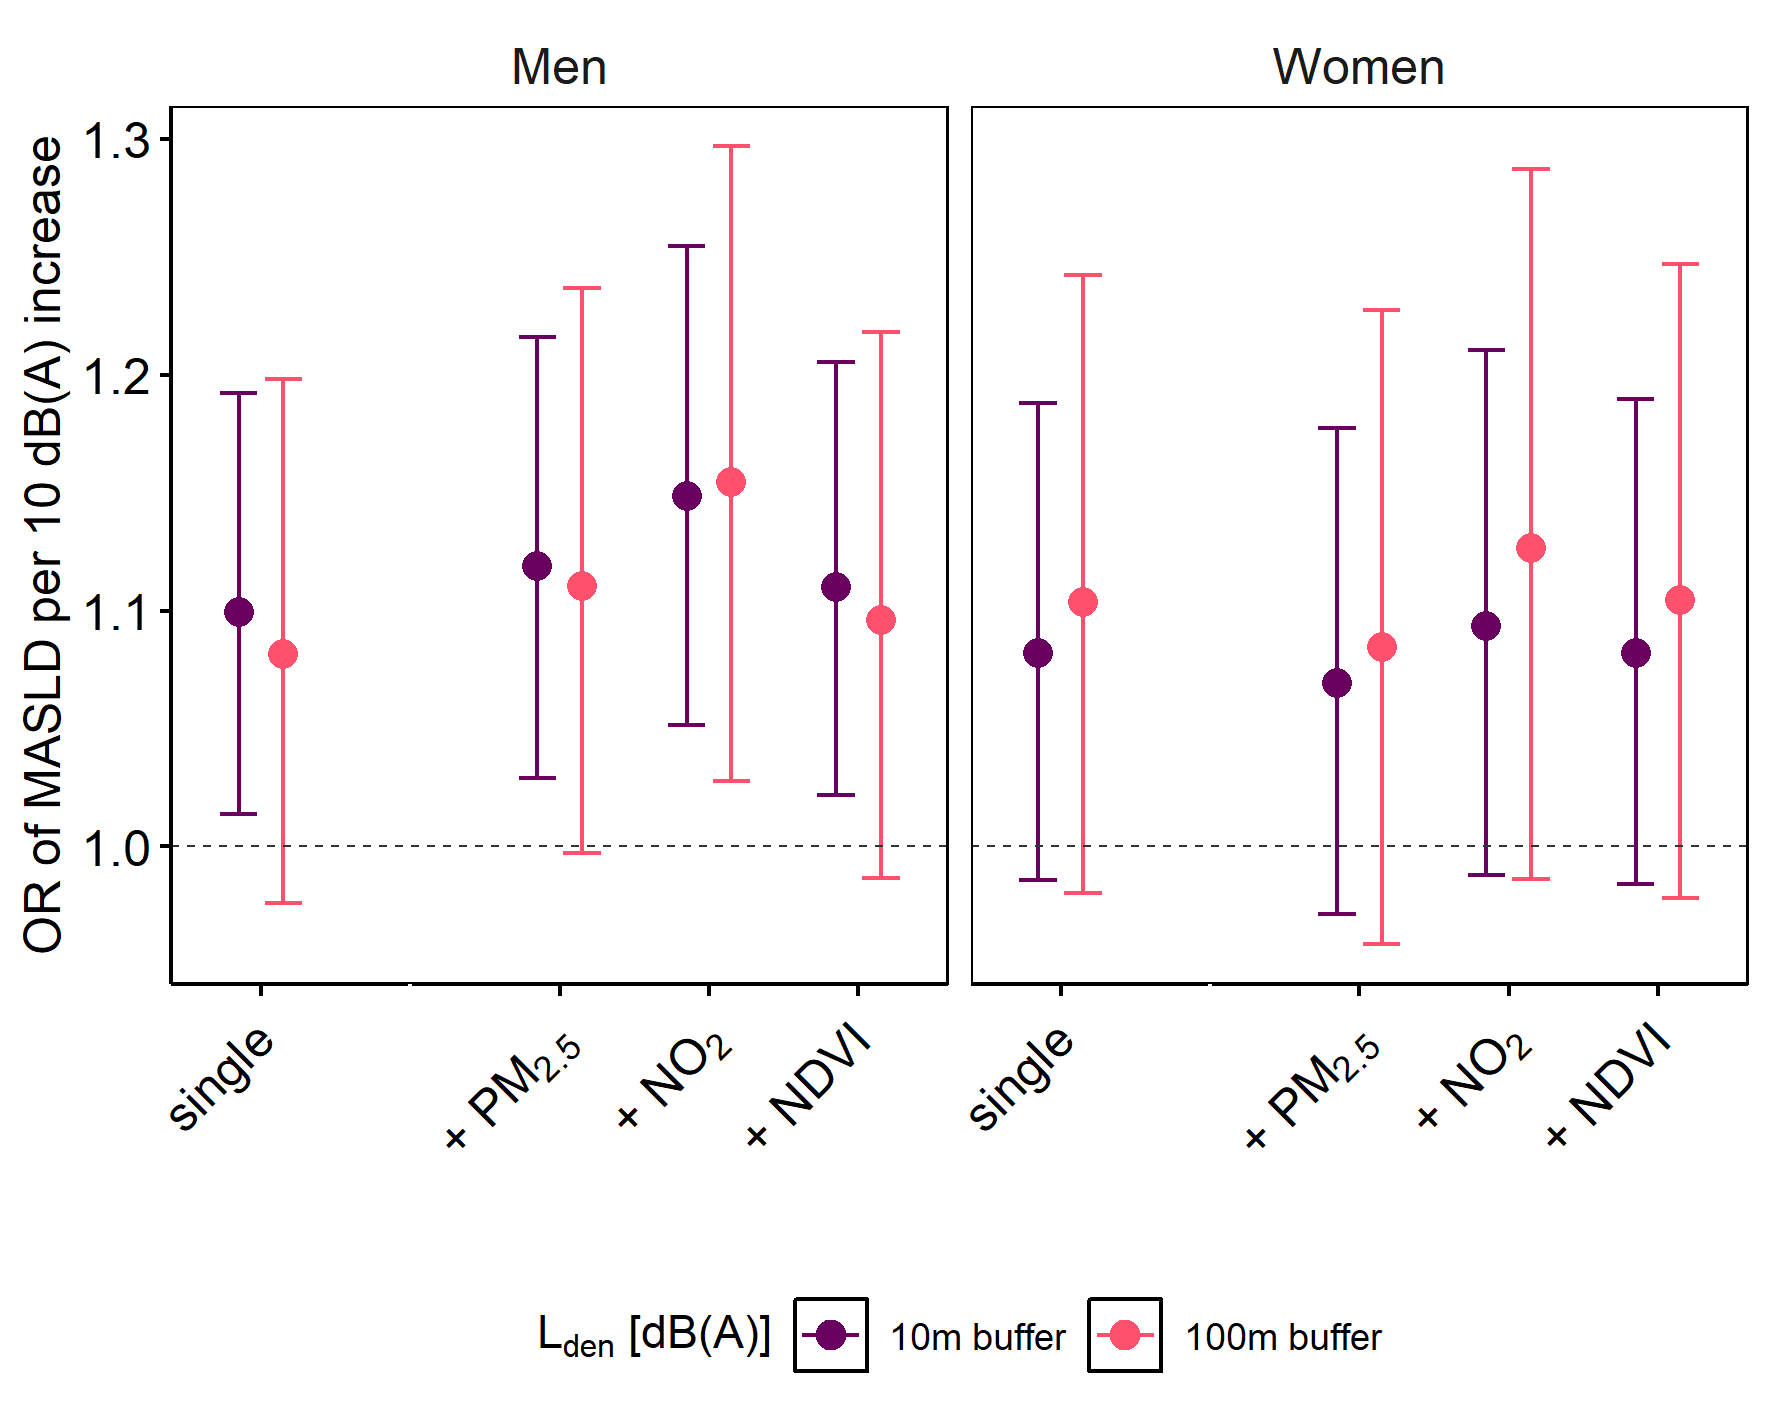 Men
Women
OR of MASLD per 10 dB(A) increase
1.3
1.2
1.1
1.0
single
+ PM2.5
+ NO2
+ NDVI
single
+ PM2.5
+ NO2
+ NDVI
Lden [dB(A)] 10m buffer 100m buffer